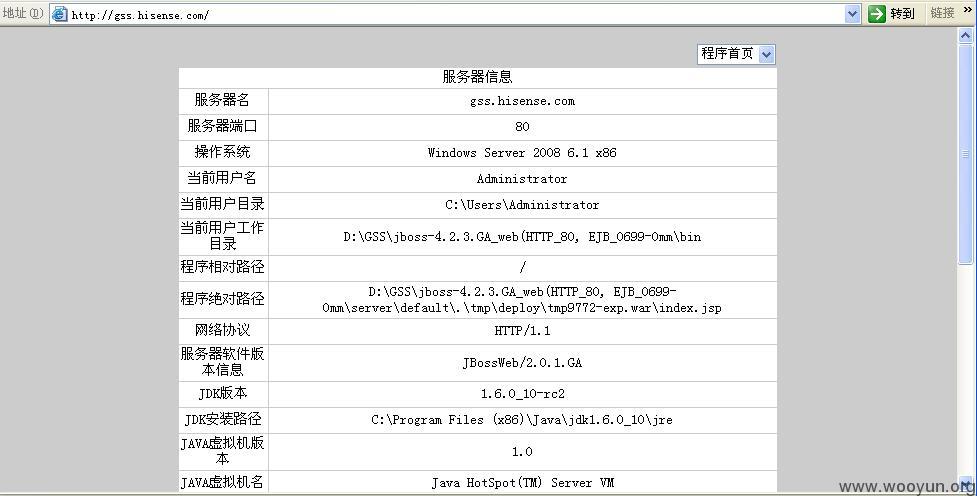 地址(D) http://gss.hisense.com/ 转到 链接 »
程序首页
服务器信息
服务器名 gss.hisense.com
服务器端口 80
操作系统 Windows Server 2008 6.1 x86
当前用户名 Administrator
当前用户目录 C:\Users\Administrator
当前用户工作
目录 D:\GSS\jboss-4.2.3.GA_web(HTTP_80, EJB_0699-0mm\bin
程序相对路径 /
程序绝对路径 D:\GSS\jboss-4.2.3.GA_web(HTTP_80, EJB_0699-
0mm\server\default\.\tmp\deploy\tmp9772-exp.war\index.jsp
网络协议 HTTP/1.1
服务器软件版
本信息 JBossWeb/2.0.1.GA
JDK版本 1.6.0_10-rc2
JDK安装路径 C:\Program Files (x86)\Java\jdk1.6.0_10\jre
JAVA虚拟机版
本 1.0
JAVA虚拟机名 Java HotSpot(TM) Server VM
www.wooyun.org